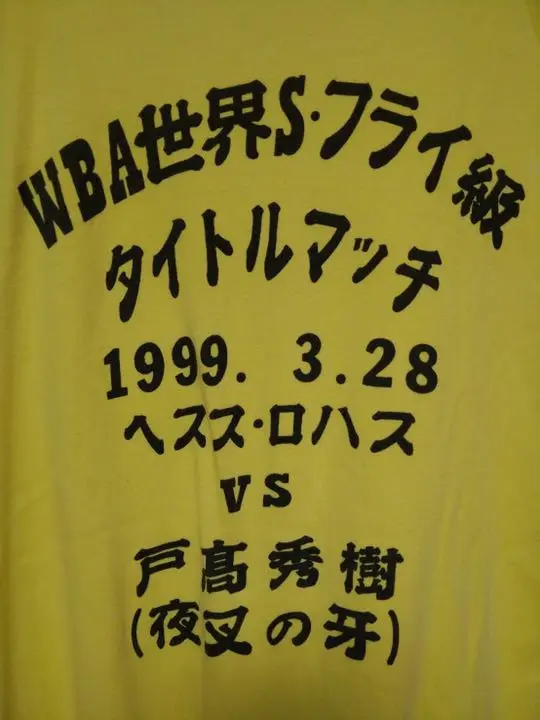 WBA世界S・フライ級
タイトルマッチ
1999. 3.28
ヘスス・ロハス
VS
戸髙秀樹
(夜叉の牙)